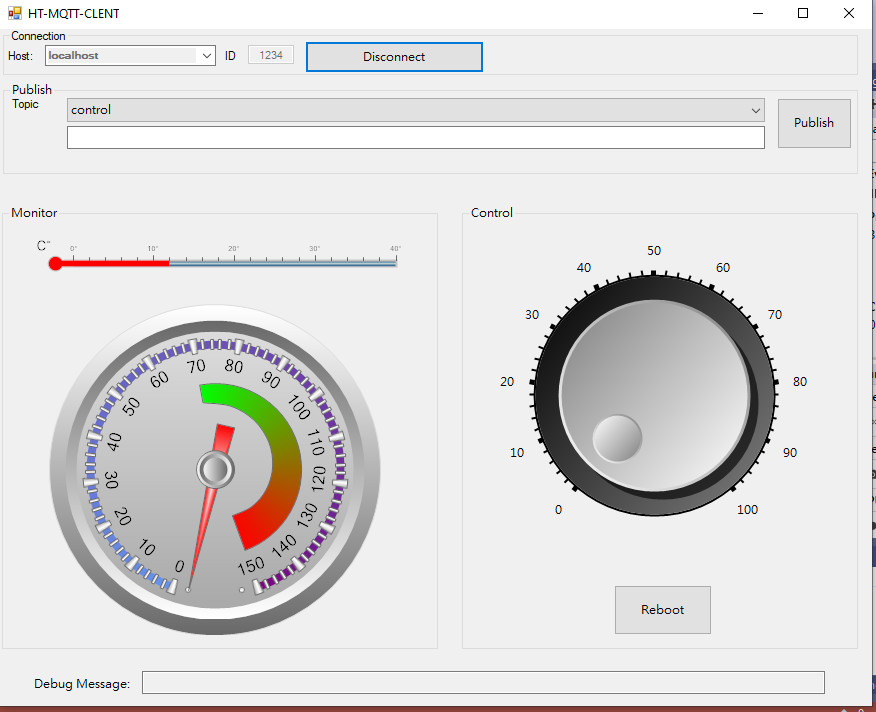 HT-MQTT-CLENT
Connection
Host: localhost ID 1234 Disconnect
Publish
Topic control
Publish
Monitor
C° 0° 10° 20° 30° 40°
0 10 20 30 40 50 60 70 80 90 100 110 120 130 140 150
Control
0 10 20 30 40 50 60 70 80 90 100
Reboot
Debug Message: